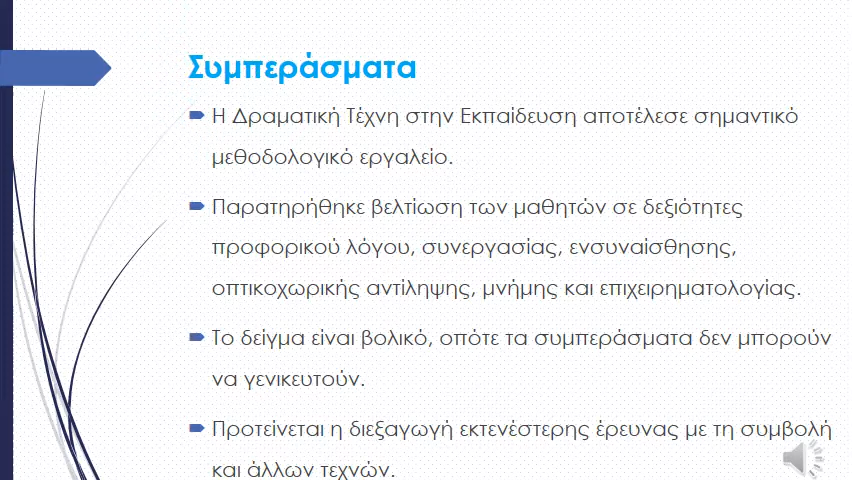 Συμπεράσματα
Η Δραματική Τέχνη στην Εκπαίδευση αποτέλεσε σημαντικό
μεθοδολογικό εργαλείο.
Παρατηρήθηκε βελτίωση των μαθητών σε δεξιότητες
προφορικού λόγου, συνεργασίας, ενσυναίσθησης,
οπτικοχωρικής αντίληψης, μνήμης και επιχειρηματολογίας.
Το δείγμα είναι βολικό, οπότε τα συμπεράσματα δεν μπορούν
να γενικευτούν.
Προτείνεται η διεξαγωγή εκτενέστερης έρευνας με τη συμβολή
και άλλων τεχνών.